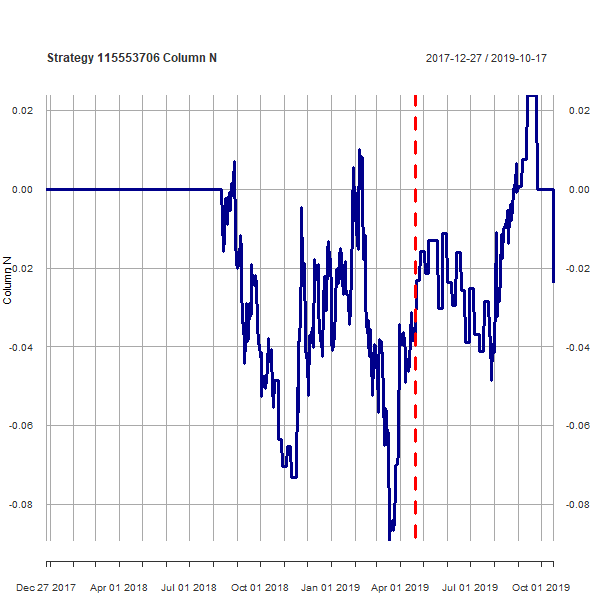 Strategy 115553706 Column N
2017-12-27 / 2019-10-17
0.02 0.02
0.00 0.00
-0.02 -0.02
Column N
-0.04 -0.04
-0.06 -0.06
-0.08 -0.08
Dec 27 2017 Apr 01 2018 Jul 01 2018 Oct 01 2018 Jan 01 2019 Apr 01 2019 Jul 01 2019 Oct 01 2019